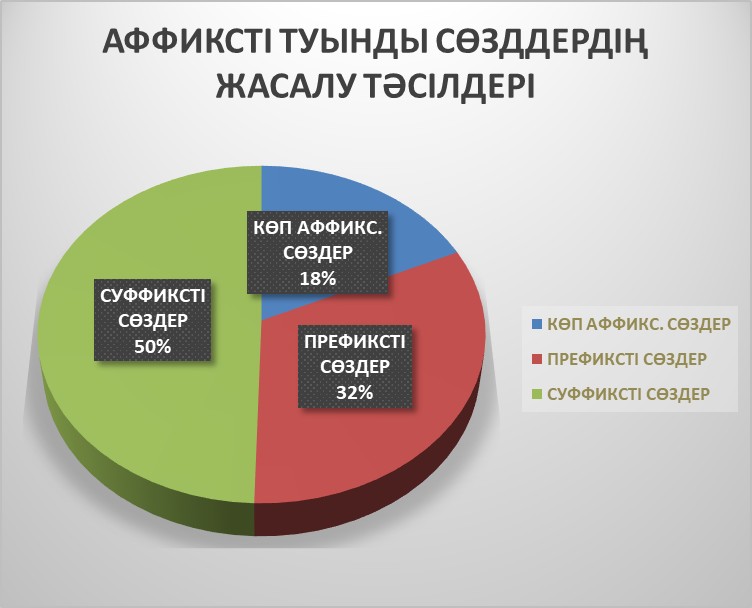 АФФИКСТІ ТУЫНДЫ СӨЗДДЕРДІҢ
ЖАСАЛУ ТӘСІЛДЕРІ
КӨП АФФИКС.
СӨЗДЕР
18%
СУФФИКСТІ
СӨЗДЕР
50%
ПРЕФИКСТІ
СӨЗДЕР
32%
КӨП АФФИКС. СӨЗДЕР
ПРЕФИКСТІ СӨЗДЕР
СУФФИКСТІ СӨЗДЕР